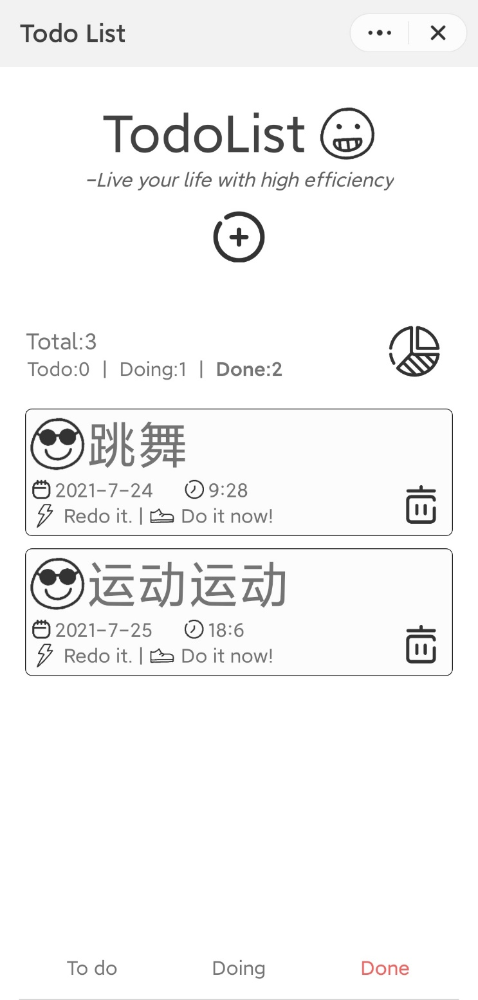 Todo List
TodoList
-Live your life with high efficiency
Total:3
Todo:0 | Doing:1 | Done:2
跳舞
2021-7-24 9:28
Redo it. | Do it now!
运动运动
2021-7-25 18:6
Redo it. | Do it now!
To do Doing Done